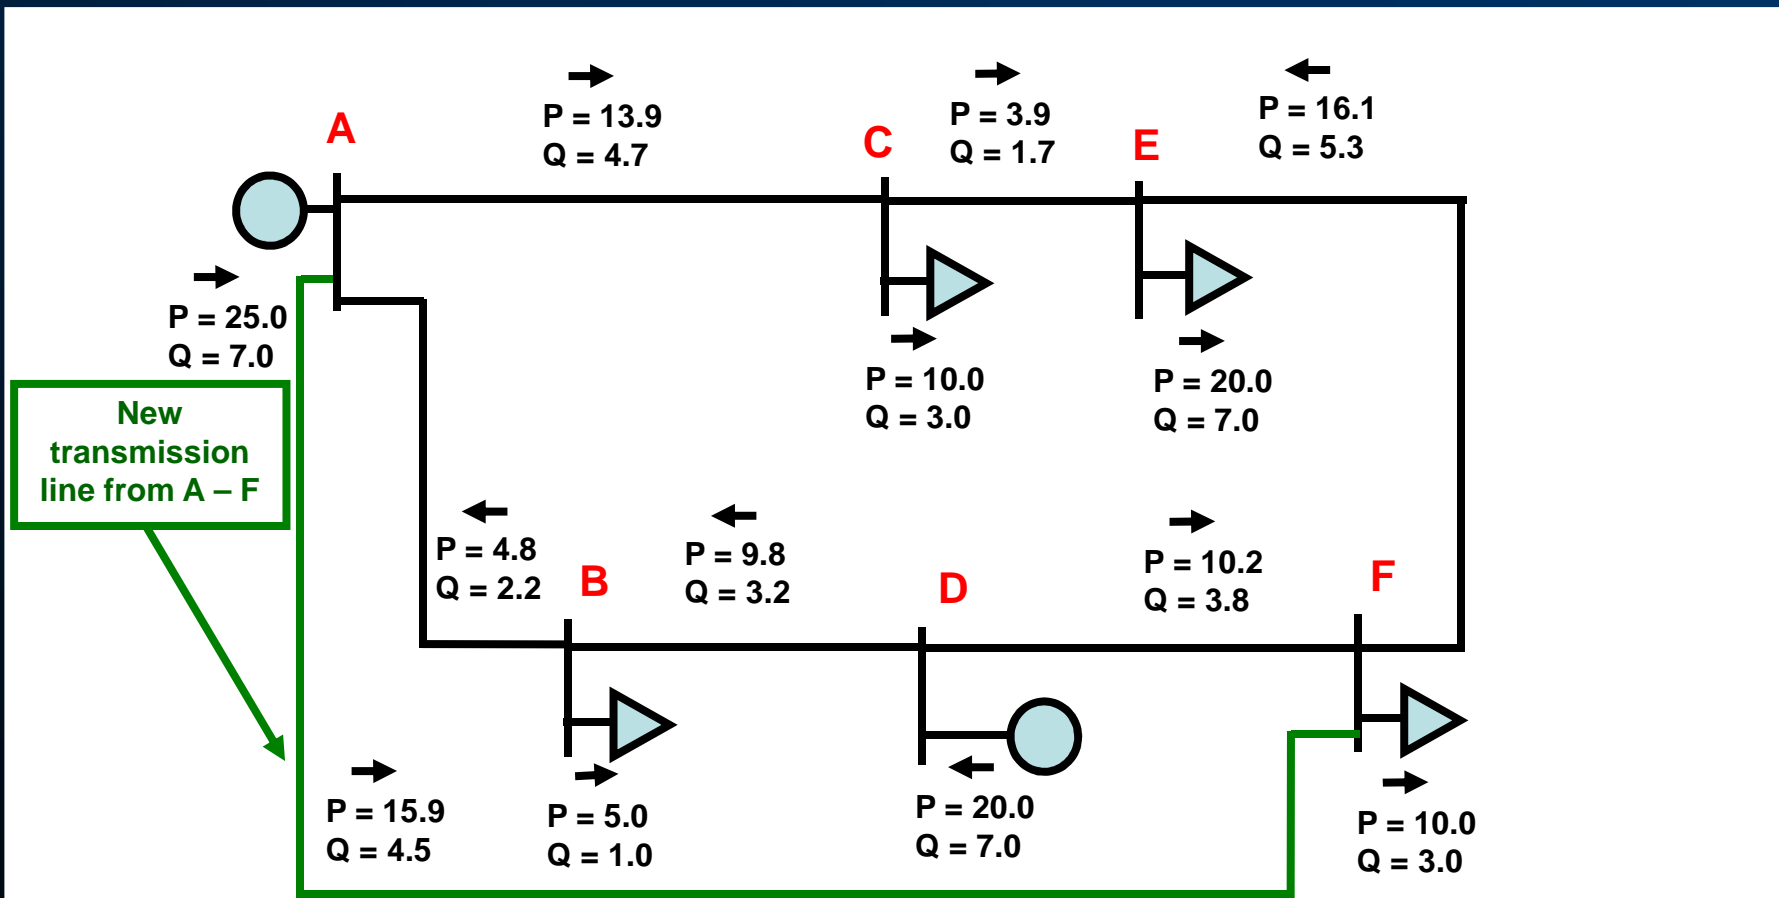 A
P = 13.9
Q = 4.7
C
P = 3.9
Q = 1.7
E
P = 16.1
Q = 5.3
P = 25.0
Q = 7.0
P = 10.0
Q = 3.0
P = 20.0
Q = 7.0
New
transmission
line from A – F
P = 4.8
Q = 2.2
B
P = 9.8
Q = 3.2
D
P = 10.2
Q = 3.8
F
P = 15.9
Q = 4.5
P = 5.0
Q = 1.0
P = 20.0
Q = 7.0
P = 10.0
Q = 3.0